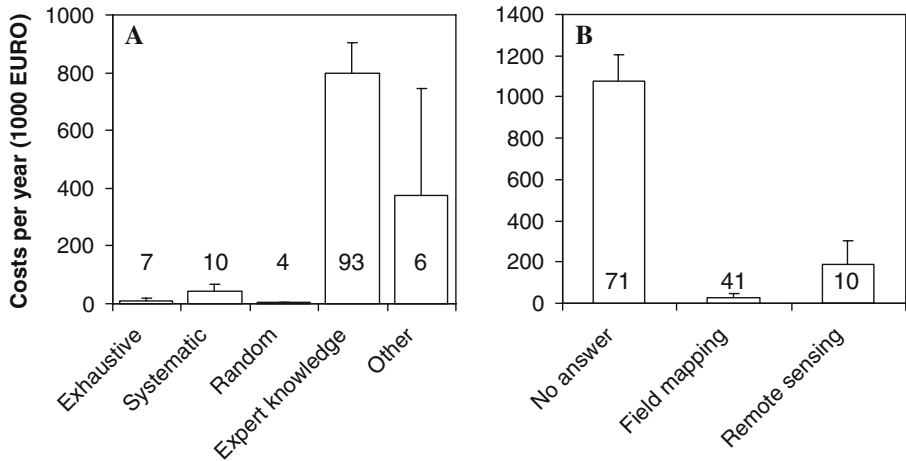 Costs per year (1000 EURO)
A
1000
800
600
400
200
0
7
10
4
93
6
Exhaustive
Systematic
Random
Expert knowledge
Other
B
1400
1200
1000
800
600
400
200
0
71
41
10
No answer
Field mapping
Remote sensing